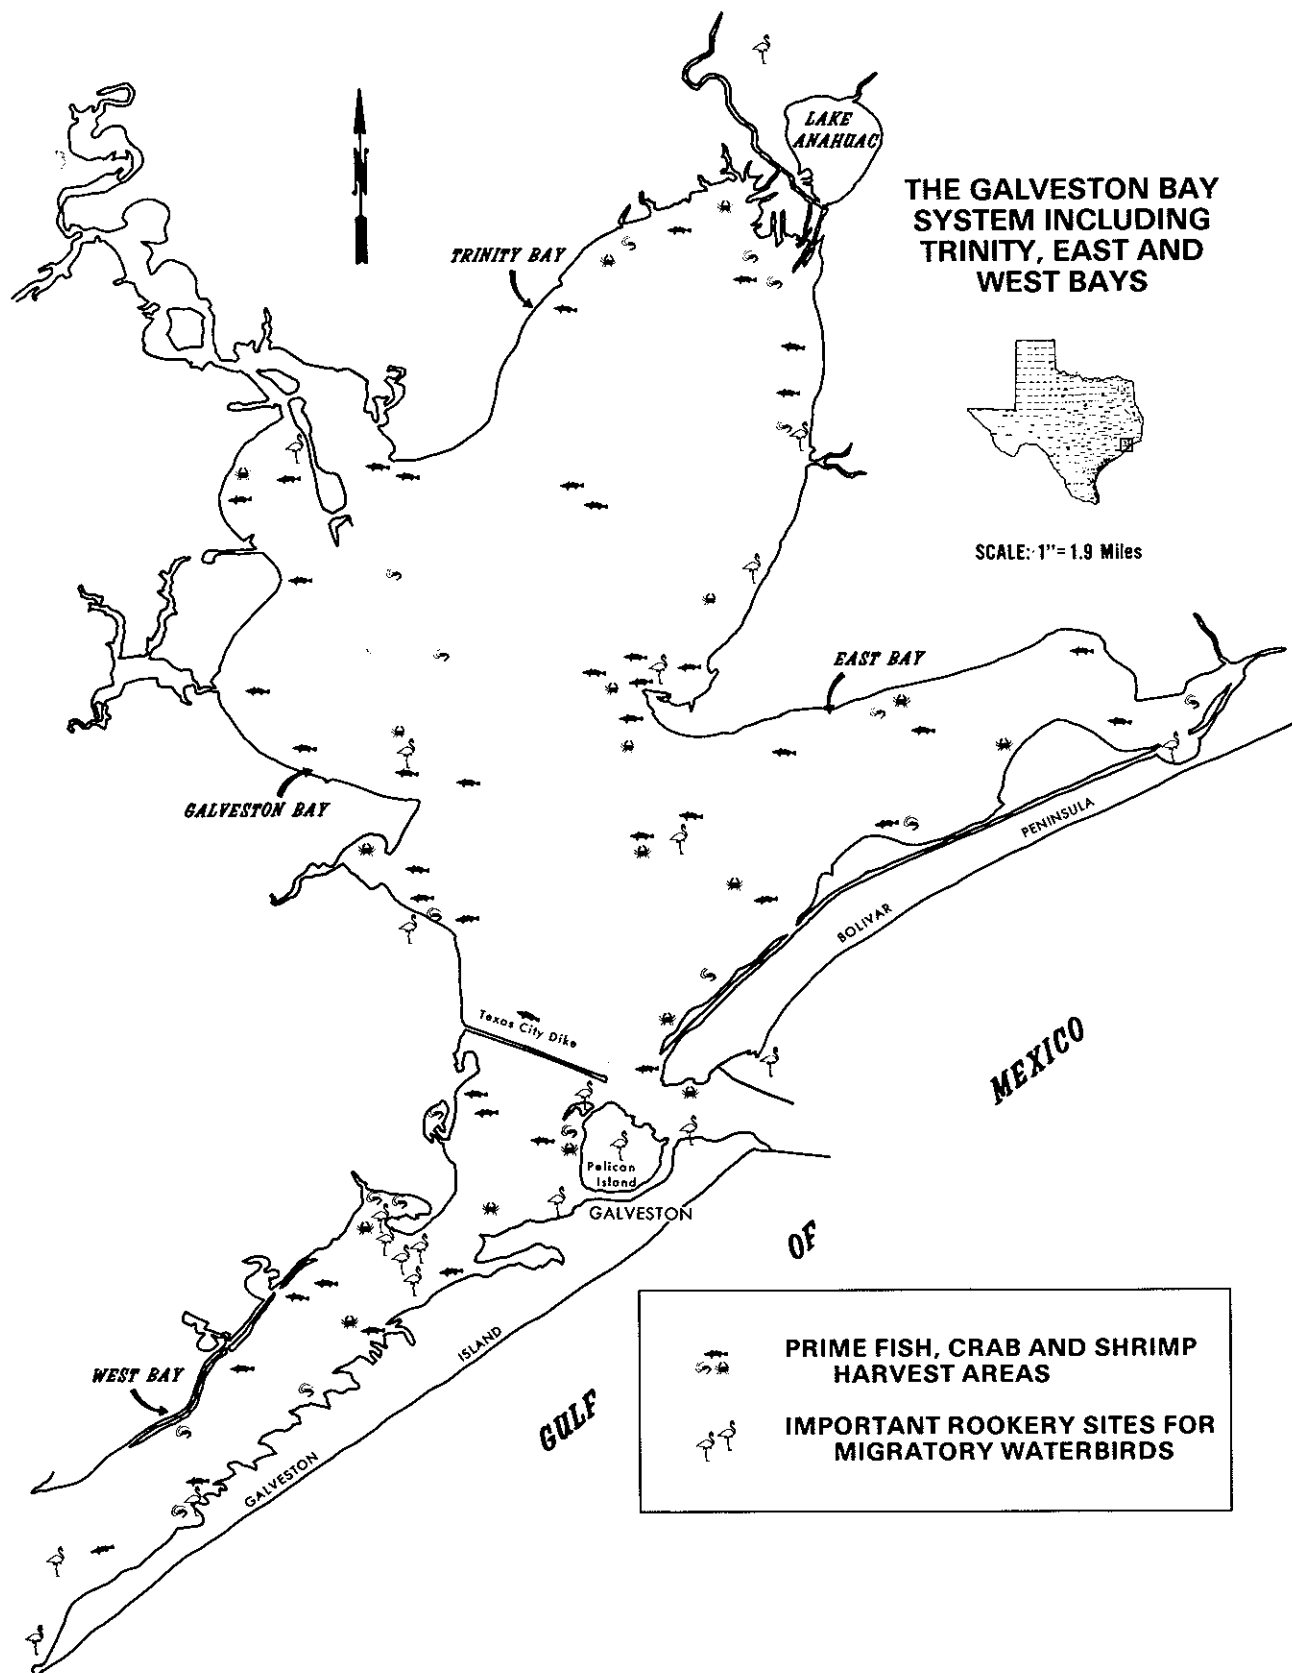 LAKE
ANAHUAC
N
THE GALVESTON BAY
SYSTEM INCLUDING
TRINITY, EAST AND
WEST BAYS
TRINITY BAY
SCALE: 1"= 1.9 Miles
EAST BAY
GALVESTON BAY
PENINSULA
BOLIVAR
Texas City Dike
MEXICO
Pelican
Island
GALVESTON
OF
ISLAND
PRIME FISH, CRAB AND SHRIMP
HARVEST AREAS
WEST BAY
GULF
IMPORTANT ROOKERY SITES FOR
MIGRATORY WATERBIRDS
GALVESTON